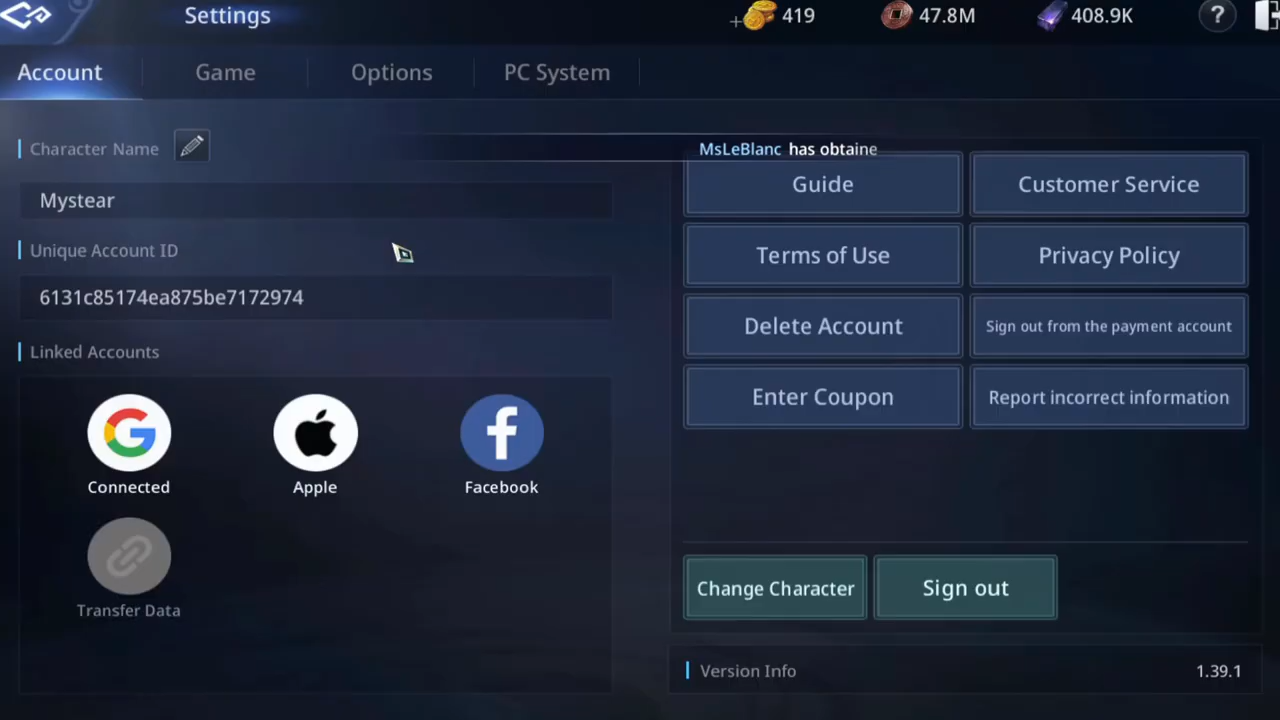 Settings
419
47.8M
408.9K
?
Account
Game
Options
PC System
Character Name
MsLeBlanc has obtaine
Mystear
Guide
Customer Service
Unique Account ID
Terms of Use
Privacy Policy
6131c85174ea875be7172974
Delete Account
Sign out from the payment account
Linked Accounts
Enter Coupon
Report incorrect information
Connected
Apple
Facebook
Transfer Data
Change Character
Sign out
Version Info
1.39.1